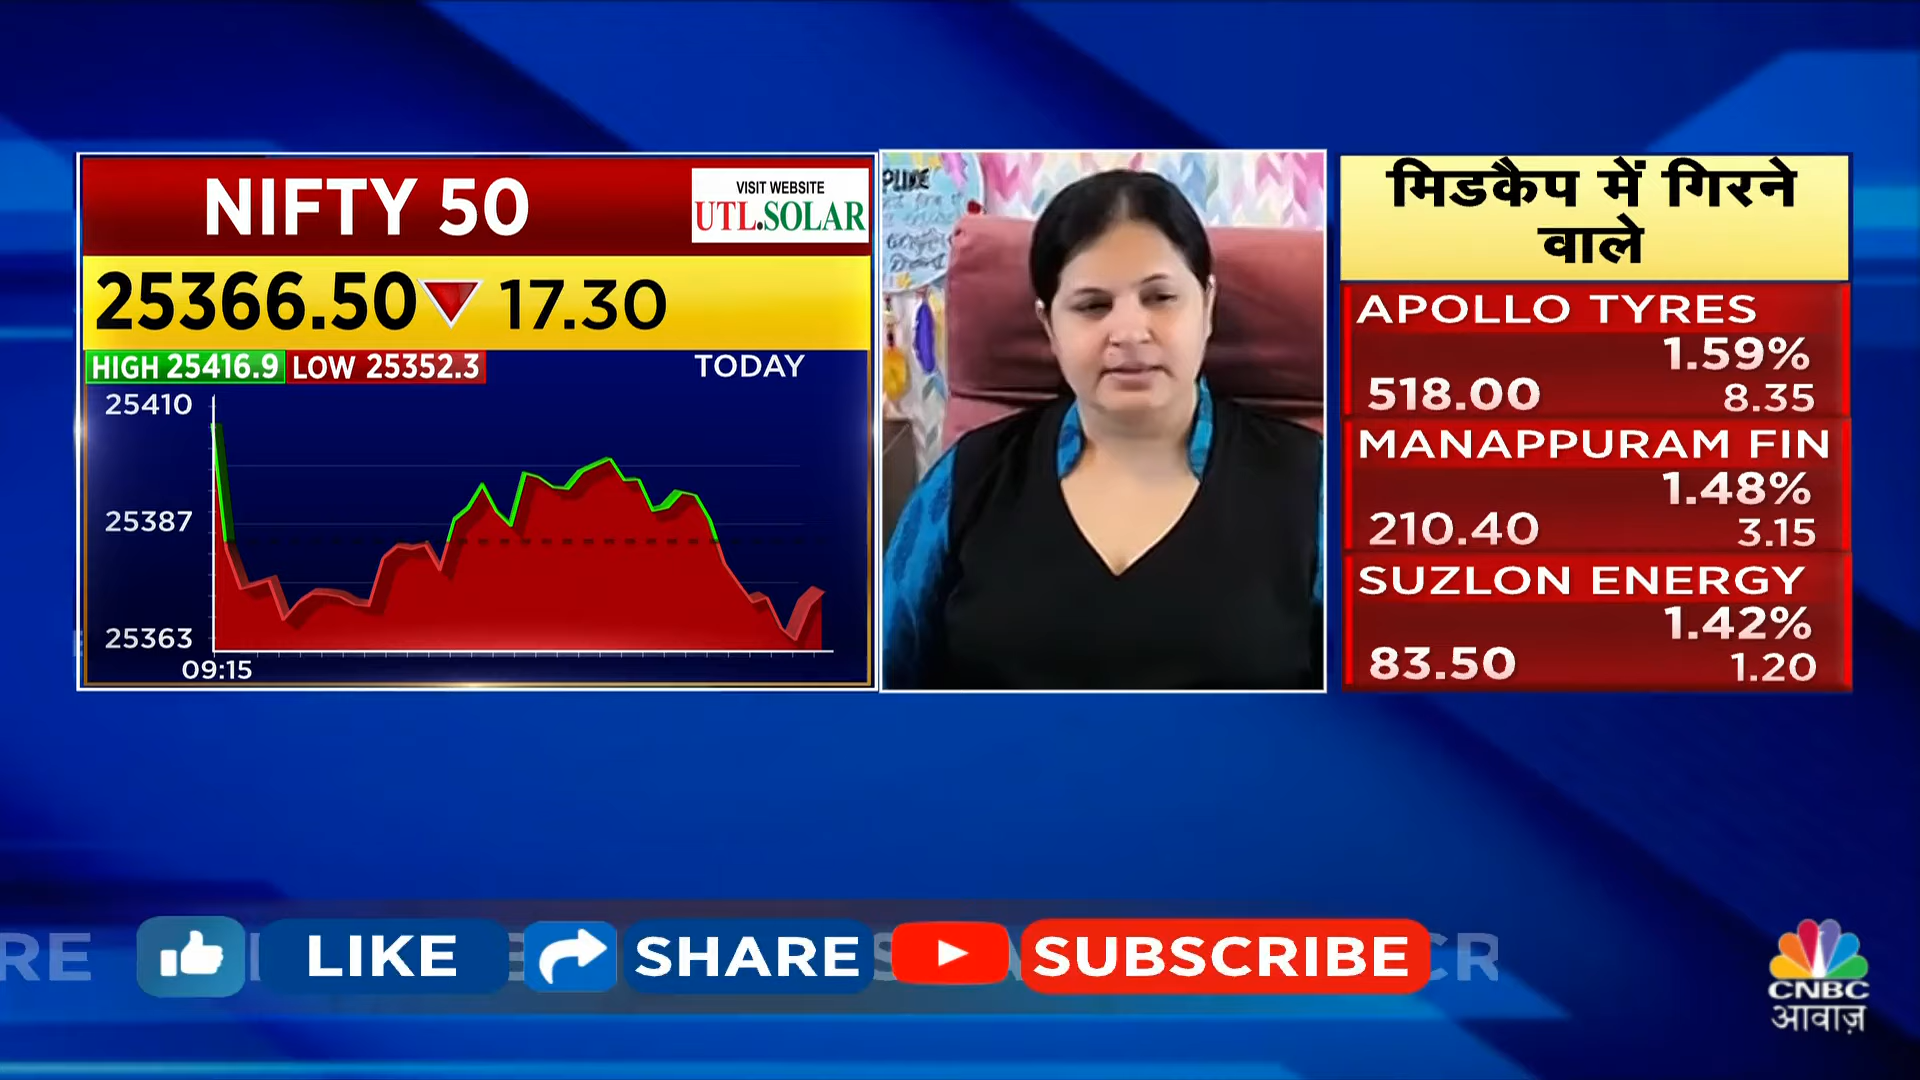 NIFTY 50
VISIT WEBSITE
UTL.SOLAR
25366.50 17.30
HIGH 25416.9 LOW 25352.3 TODAY
25410
25387
25363
09:15
मिडकैप में गिरने
वाले
APOLLO TYRES
1.59%
518.00 8.35
MANAPPURAM FIN
1.48%
210.40 3.15
SUZLON ENERGY
1.42%
83.50 1.20
LIKE SHARE SUBSCRIBE
CNBC
आवाज़